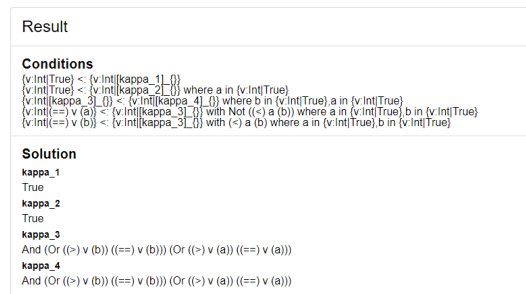 Result
Conditions
{v:Int|True} <: {v:Int|[kappa_1]_{}}
{v:Int|True} <: {v:Int|[kappa_2]_{}} where a in {v:Int|True}
{v:Int|[kappa_3]_{}} <: {v:Int|[kappa_4]_{}} where b in {v:Int|True},a in {v:Int|True}
{v:Int|(==) v (a)} <: {v:Int|[kappa_3]_{}} with Not ((<) a (b)) where a in {v:Int|True},b in {v:Int|True}
{v:Int|(==) v (b)} <: {v:Int|[kappa_3]_{}} with (<) a (b) where a in {v:Int|True},b in {v:Int|True}
Solution
kappa_1
True
kappa_2
True
kappa_3
And (Or ((>) v (b)) ((==) v (b))) (Or ((>) v (a)) ((==) v (a)))
kappa_4
And (Or ((>) v (b)) ((==) v (b))) (Or ((>) v (a)) ((==) v (a)))